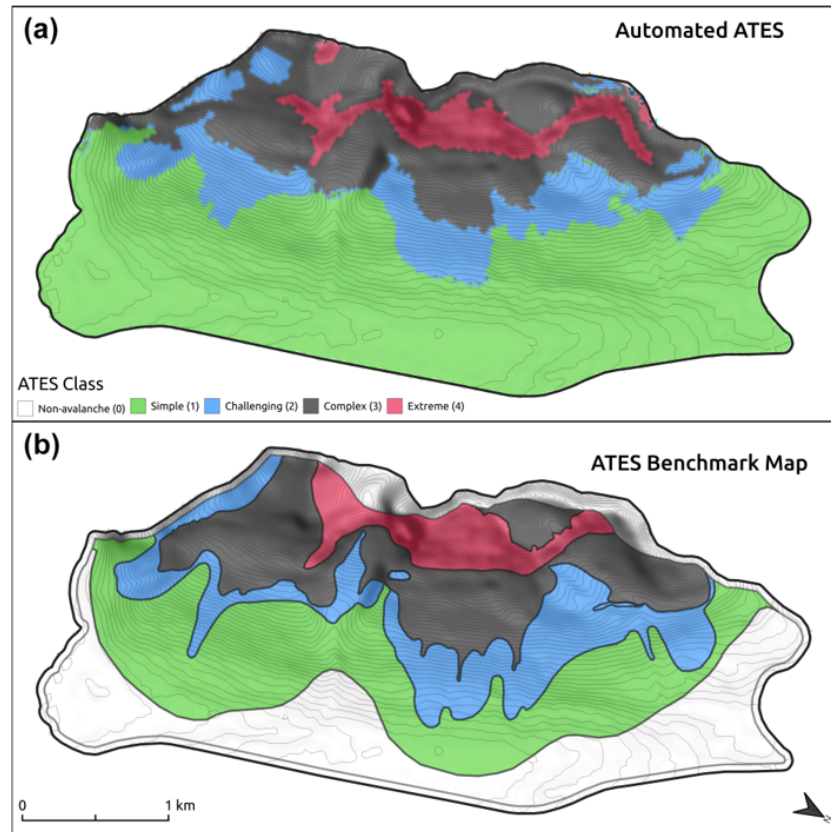 (a)
Automated ATES
ATES Class
Non-avalanche (0) Simple (1) Challenging (2) Complex (3) Extreme (4)
(b)
ATES Benchmark Map
0 1 km
N